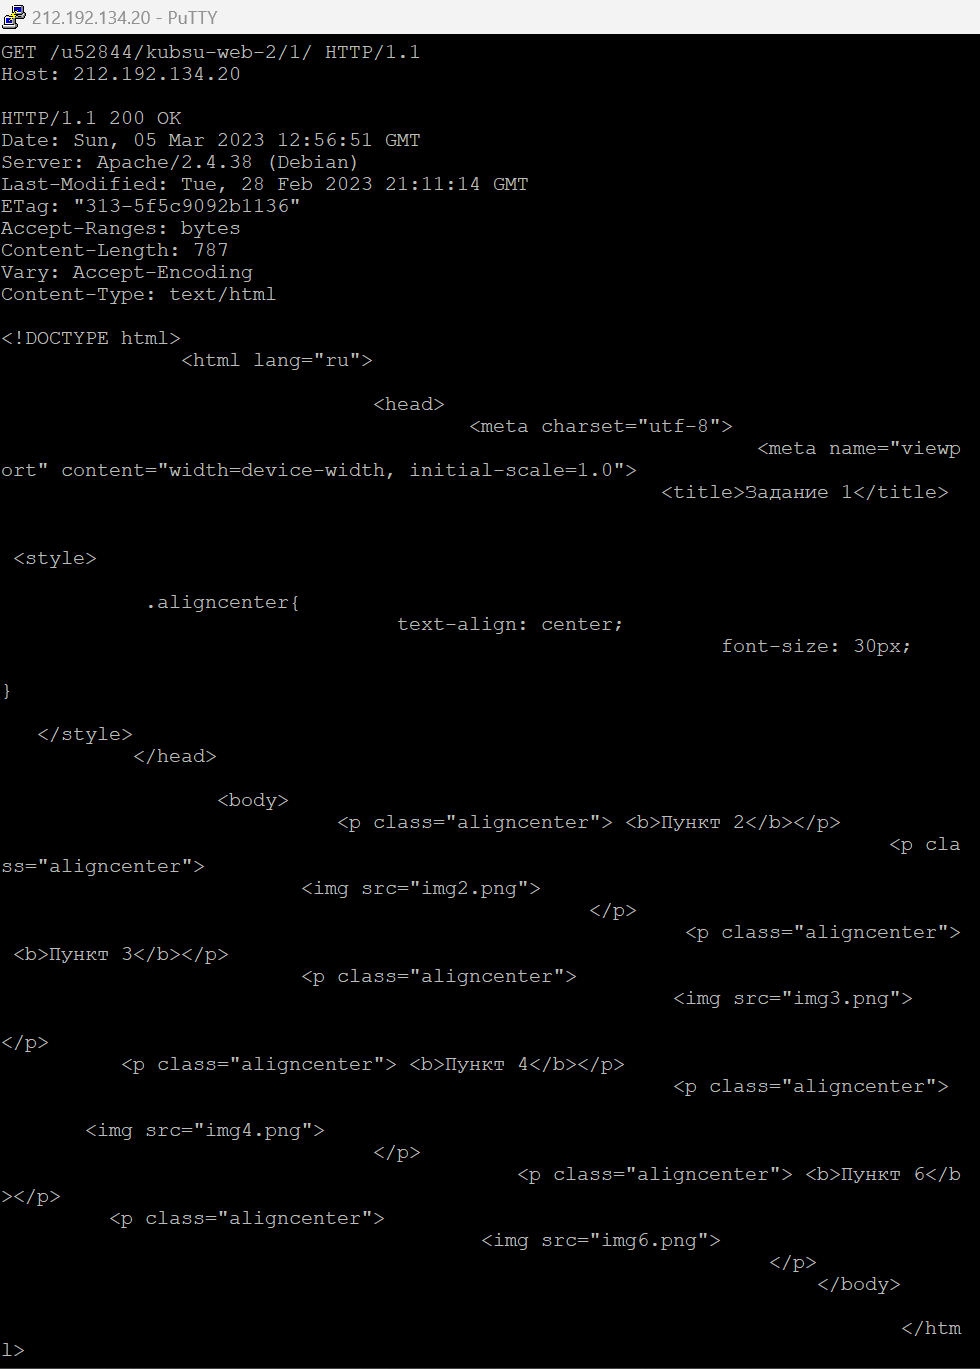 212.192.134.20 - PuTTY
GET /u52844/kubsu-web-2/1/ HTTP/1.1
Host: 212.192.134.20
HTTP/1.1 200 OK
Date: Sun, 05 Mar 2023 12:56:51 GMT
Server: Apache/2.4.38 (Debian)
Last-Modified: Tue, 28 Feb 2023 21:11:14 GMT
ETag: "313-5f5c9092b1136"
Accept-Ranges: bytes
Content-Length: 787
Vary: Accept-Encoding
Content-Type: text/html
<!DOCTYPE html>
<html lang="ru">
<head>
<meta charset="utf-8">
<meta name="viewp
ort" content="width=device-width, initial-scale=1.0">
<title>Задание 1</title>
<style>
.aligncenter{
text-align: center;
font-size: 30px;
}
</style>
</head>
<body>
<p class="aligncenter"> <b>Пункт 2</b></p>
<p cla
ss="aligncenter">
<img src="img2.png">
</p>
<p class="aligncenter">
<b>Пункт 3</b></p>
<p class="aligncenter">
<img src="img3.png">
</p>
<p class="aligncenter"> <b>Пункт 4</b></p>
<p class="aligncenter">
<img src="img4.png">
</p>
<p class="aligncenter"> <b>Пункт 6</b
></p>
<p class="aligncenter">
<img src="img6.png">
</p>
</body>
</htm
l>